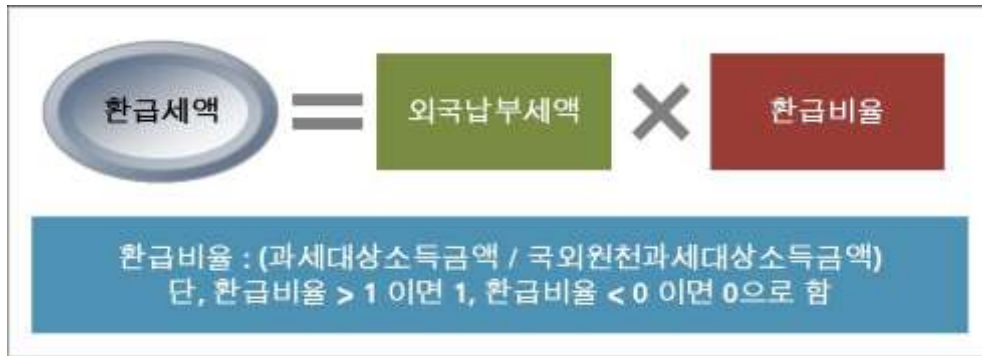 환급세액 = 외국납부세액 × 환급비율
환급비율 : (과세대상소득금액 / 국외원천과세대상소득금액)
단, 환급비율 > 1 이면 1, 환급비율 < 0 이면 0으로 함